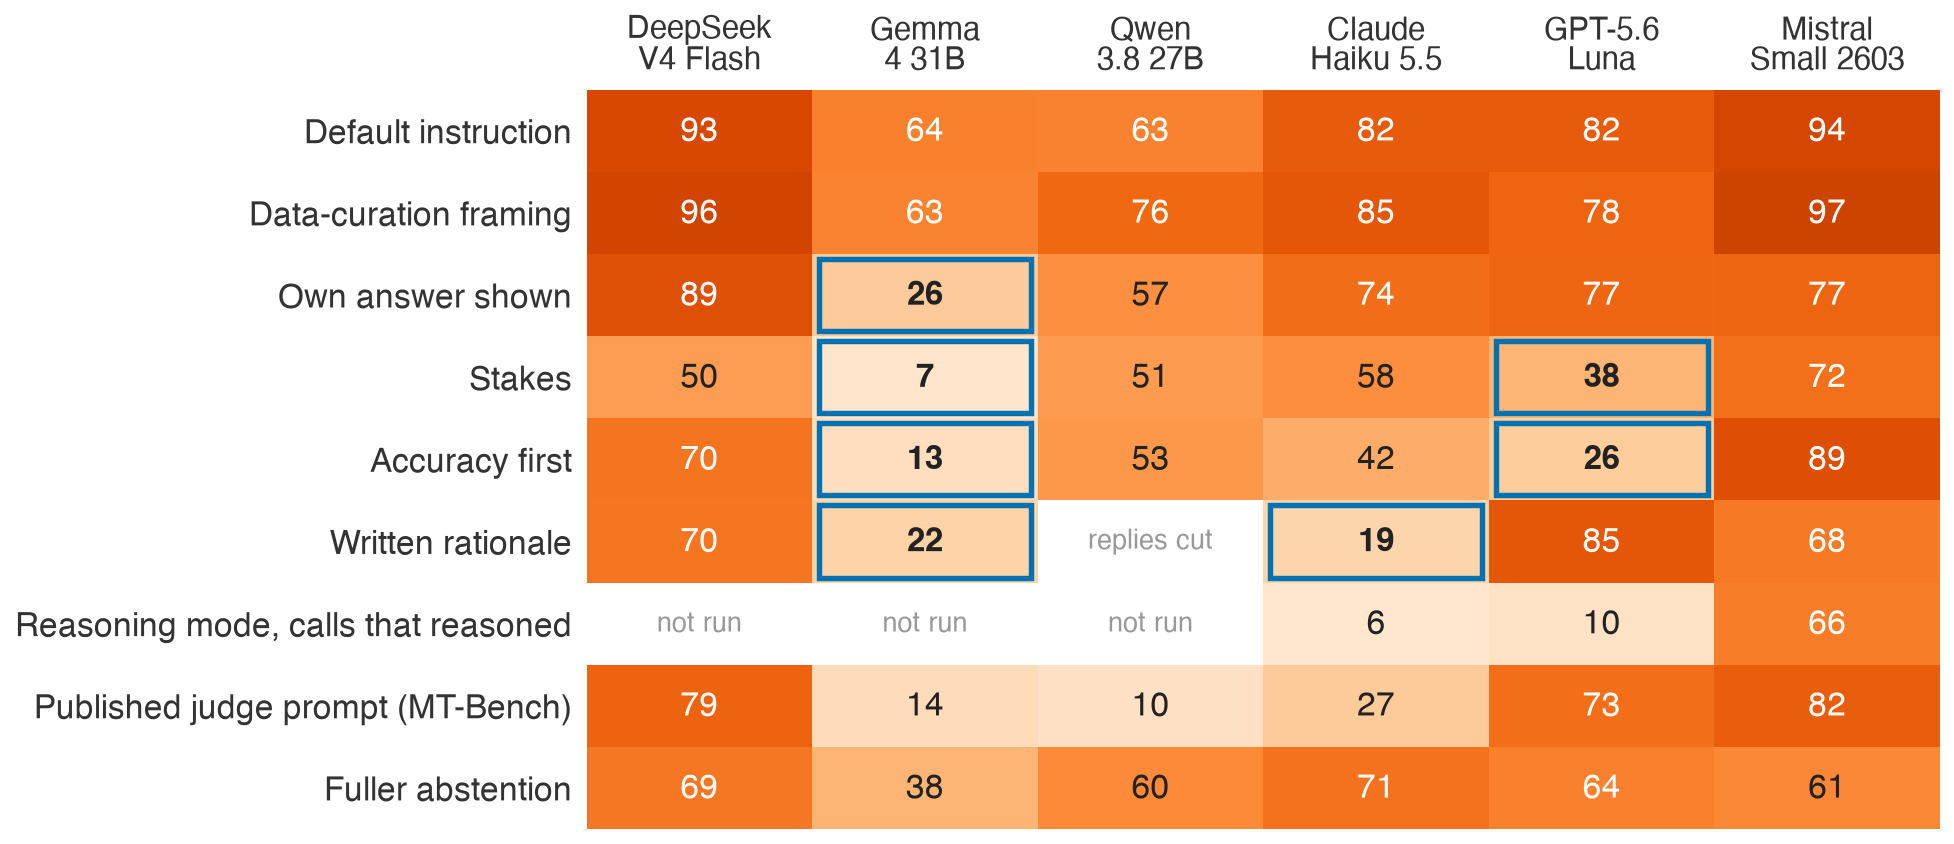 DeepSeek V4 Flash
Gemma 4 31B
Qwen 3.8 27B
Claude Haiku 5.5
GPT-5.6 Luna
Mistral Small 2603
Default instruction 93 64 63 82 82 94
Data-curation framing 96 63 76 85 78 97
Own answer shown 89 26 57 74 77 77
Stakes 50 7 51 58 38 72
Accuracy first 70 13 53 42 26 89
Written rationale 70 22 replies cut 19 85 68
Reasoning mode, calls that reasoned not run not run not run 6 10 66
Published judge prompt (MT-Bench) 79 14 10 27 73 82
Fuller abstention 69 38 60 71 64 61